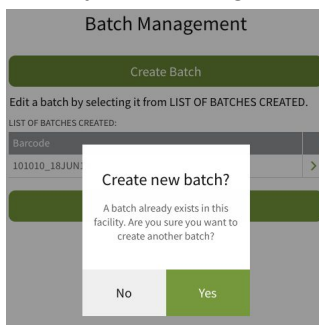 Batch Management
Create Batch
Edit a batch by selecting it from LIST OF BATCHES CREATED.
LIST OF BATCHES CREATED:
Barcode
101010_18JUN
Create new batch?
A batch already exists in this
facility. Are you sure you want to
create another batch?
No
Yes